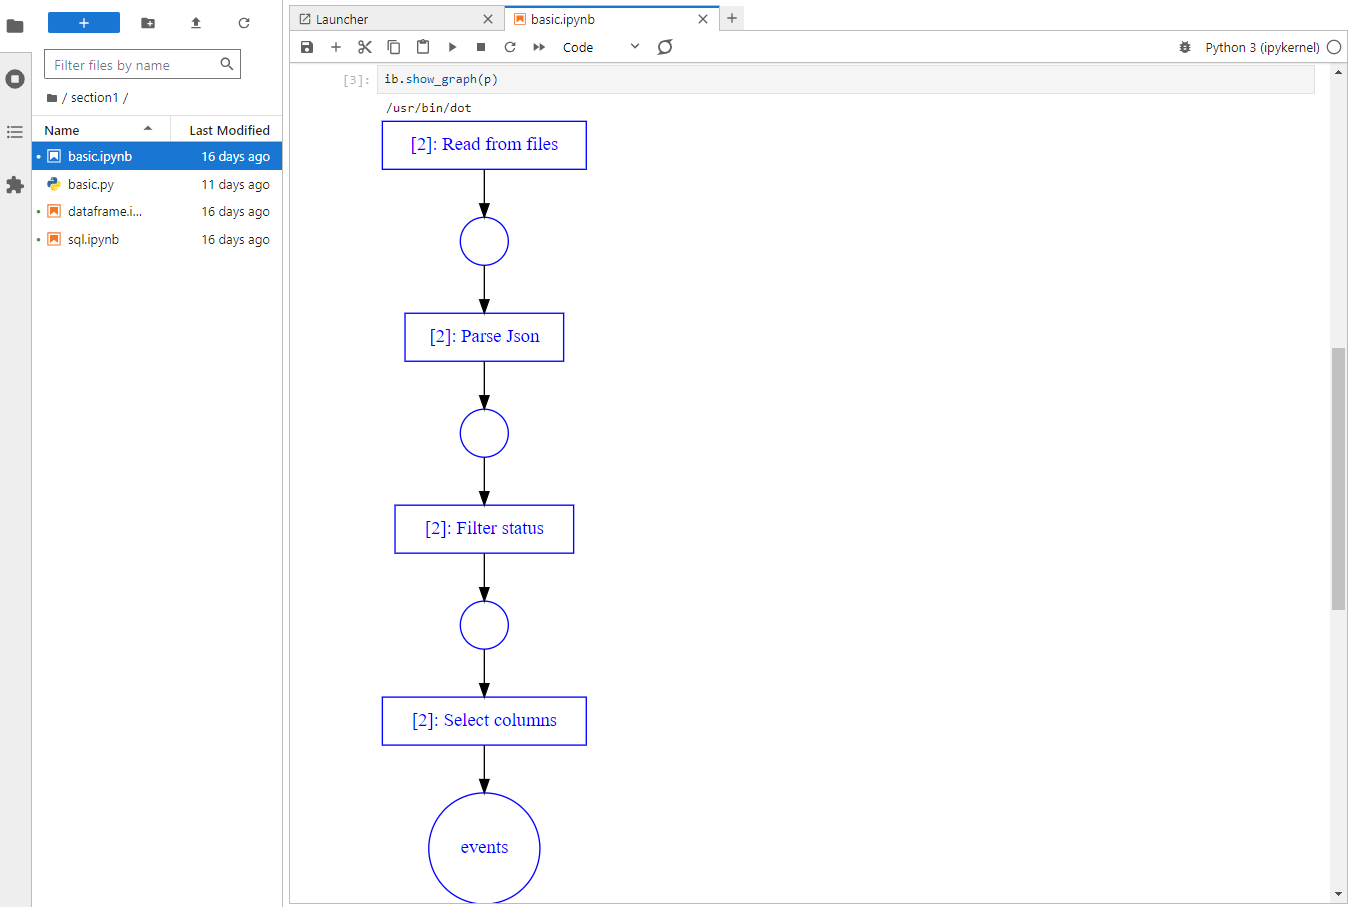 Filter files by name
/ section1 /
Name Last Modified
basic.ipynb 16 days ago
basic.py 11 days ago
dataframe.i... 16 days ago
sql.ipynb 16 days ago
Launcher
basic.ipynb
Code
Python 3 (ipykernel)
[3]: ib.show_graph(p)
/usr/bin/dot
[2]: Read from files
[2]: Parse Json
[2]: Filter status
[2]: Select columns
events